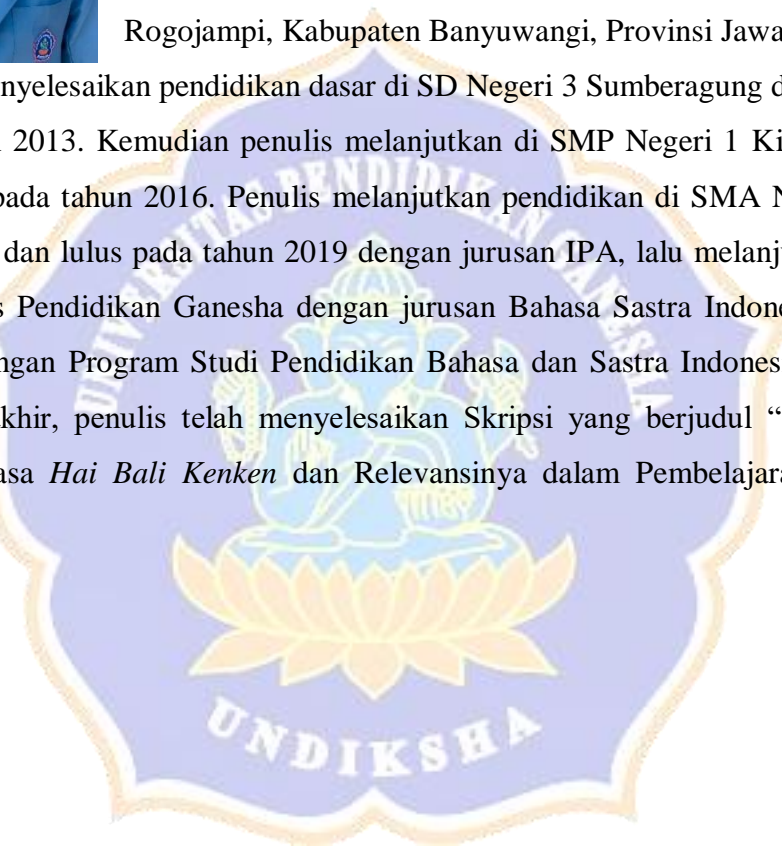 Rogojampi, Kabupaten Banyuwangi, Provinsi Jawa
nyelesaikan pendidikan dasar di SD Negeri 3 Sumberagung d
2013. Kemudian penulis melanjutkan di SMP Negeri 1 Ki
pada tahun 2016. Penulis melanjutkan pendidikan di SMA N
dan lulus pada tahun 2019 dengan jurusan IPA, lalu melanju
s Pendidikan Ganesha dengan jurusan Bahasa Sastra Indone
ngan Program Studi Pendidikan Bahasa dan Sastra Indones
khir, penulis telah menyelesaikan Skripsi yang berjudul “
asa Hai Bali Kenken dan Relevansinya dalam Pembelajara
UNIVERSITAS PENDIDIKAN GANESHA
UNDIKSHA